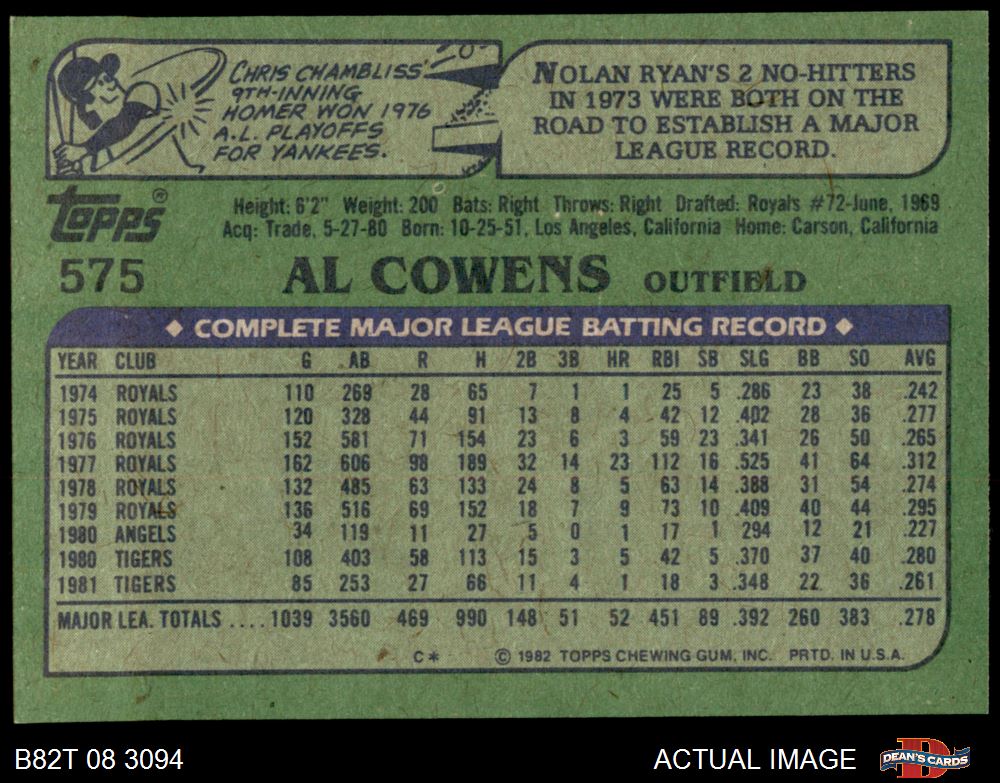 CHRIS CHAMBLISS'
9TH-INNING
HOMER WON 1976
A.L. PLAYOFFS
FOR YANKEES.
NOLAN RYAN'S 2 NO-HITTERS
IN 1973 WERE BOTH ON THE
ROAD TO ESTABLISH A MAJOR
LEAGUE RECORD.
TOPPS®
Height: 6'2" Weight: 200 Bats: Right Throws: Right Drafted: Royals #72-June, 1969
Acq: Trade, 5-27-80 Born: 10-25-51, Los Angeles, California Home: Carson, California
575 AL COWENS OUTFIELD
◆ COMPLETE MAJOR LEAGUE BATTING RECORD ◆
YEAR CLUB G AB R H 2B 3B HR RBI SB SLG BB SO AVG
1974 ROYALS 110 269 28 65 7 1 1 25 5 .286 23 38 .242
1975 ROYALS 120 328 44 91 13 8 4 42 12 .402 28 36 .277
1976 ROYALS 152 581 71 154 23 6 3 59 23 .341 26 50 .265
1977 ROYALS 162 606 98 189 32 14 23 112 16 .525 41 64 .312
1978 ROYALS 132 485 63 133 24 8 5 63 14 .388 31 54 .274
1979 ROYALS 136 516 69 152 18 7 9 73 10 .409 40 44 .295
1980 ANGELS 34 119 11 27 5 0 1 17 1 .294 12 21 .227
1980 TIGERS 108 403 58 113 15 3 5 42 5 .370 37 40 .280
1981 TIGERS 85 253 27 66 11 4 1 18 3 .348 22 36 .261
MAJOR LEA. TOTALS .... 1039 3560 469 990 148 51 52 451 89 .392 260 383 .278
C* © 1982 TOPPS CHEWING GUM, INC. PRTD. IN U.S.A.
B82T 08 3094 ACTUAL IMAGE DEAN'S CARDS